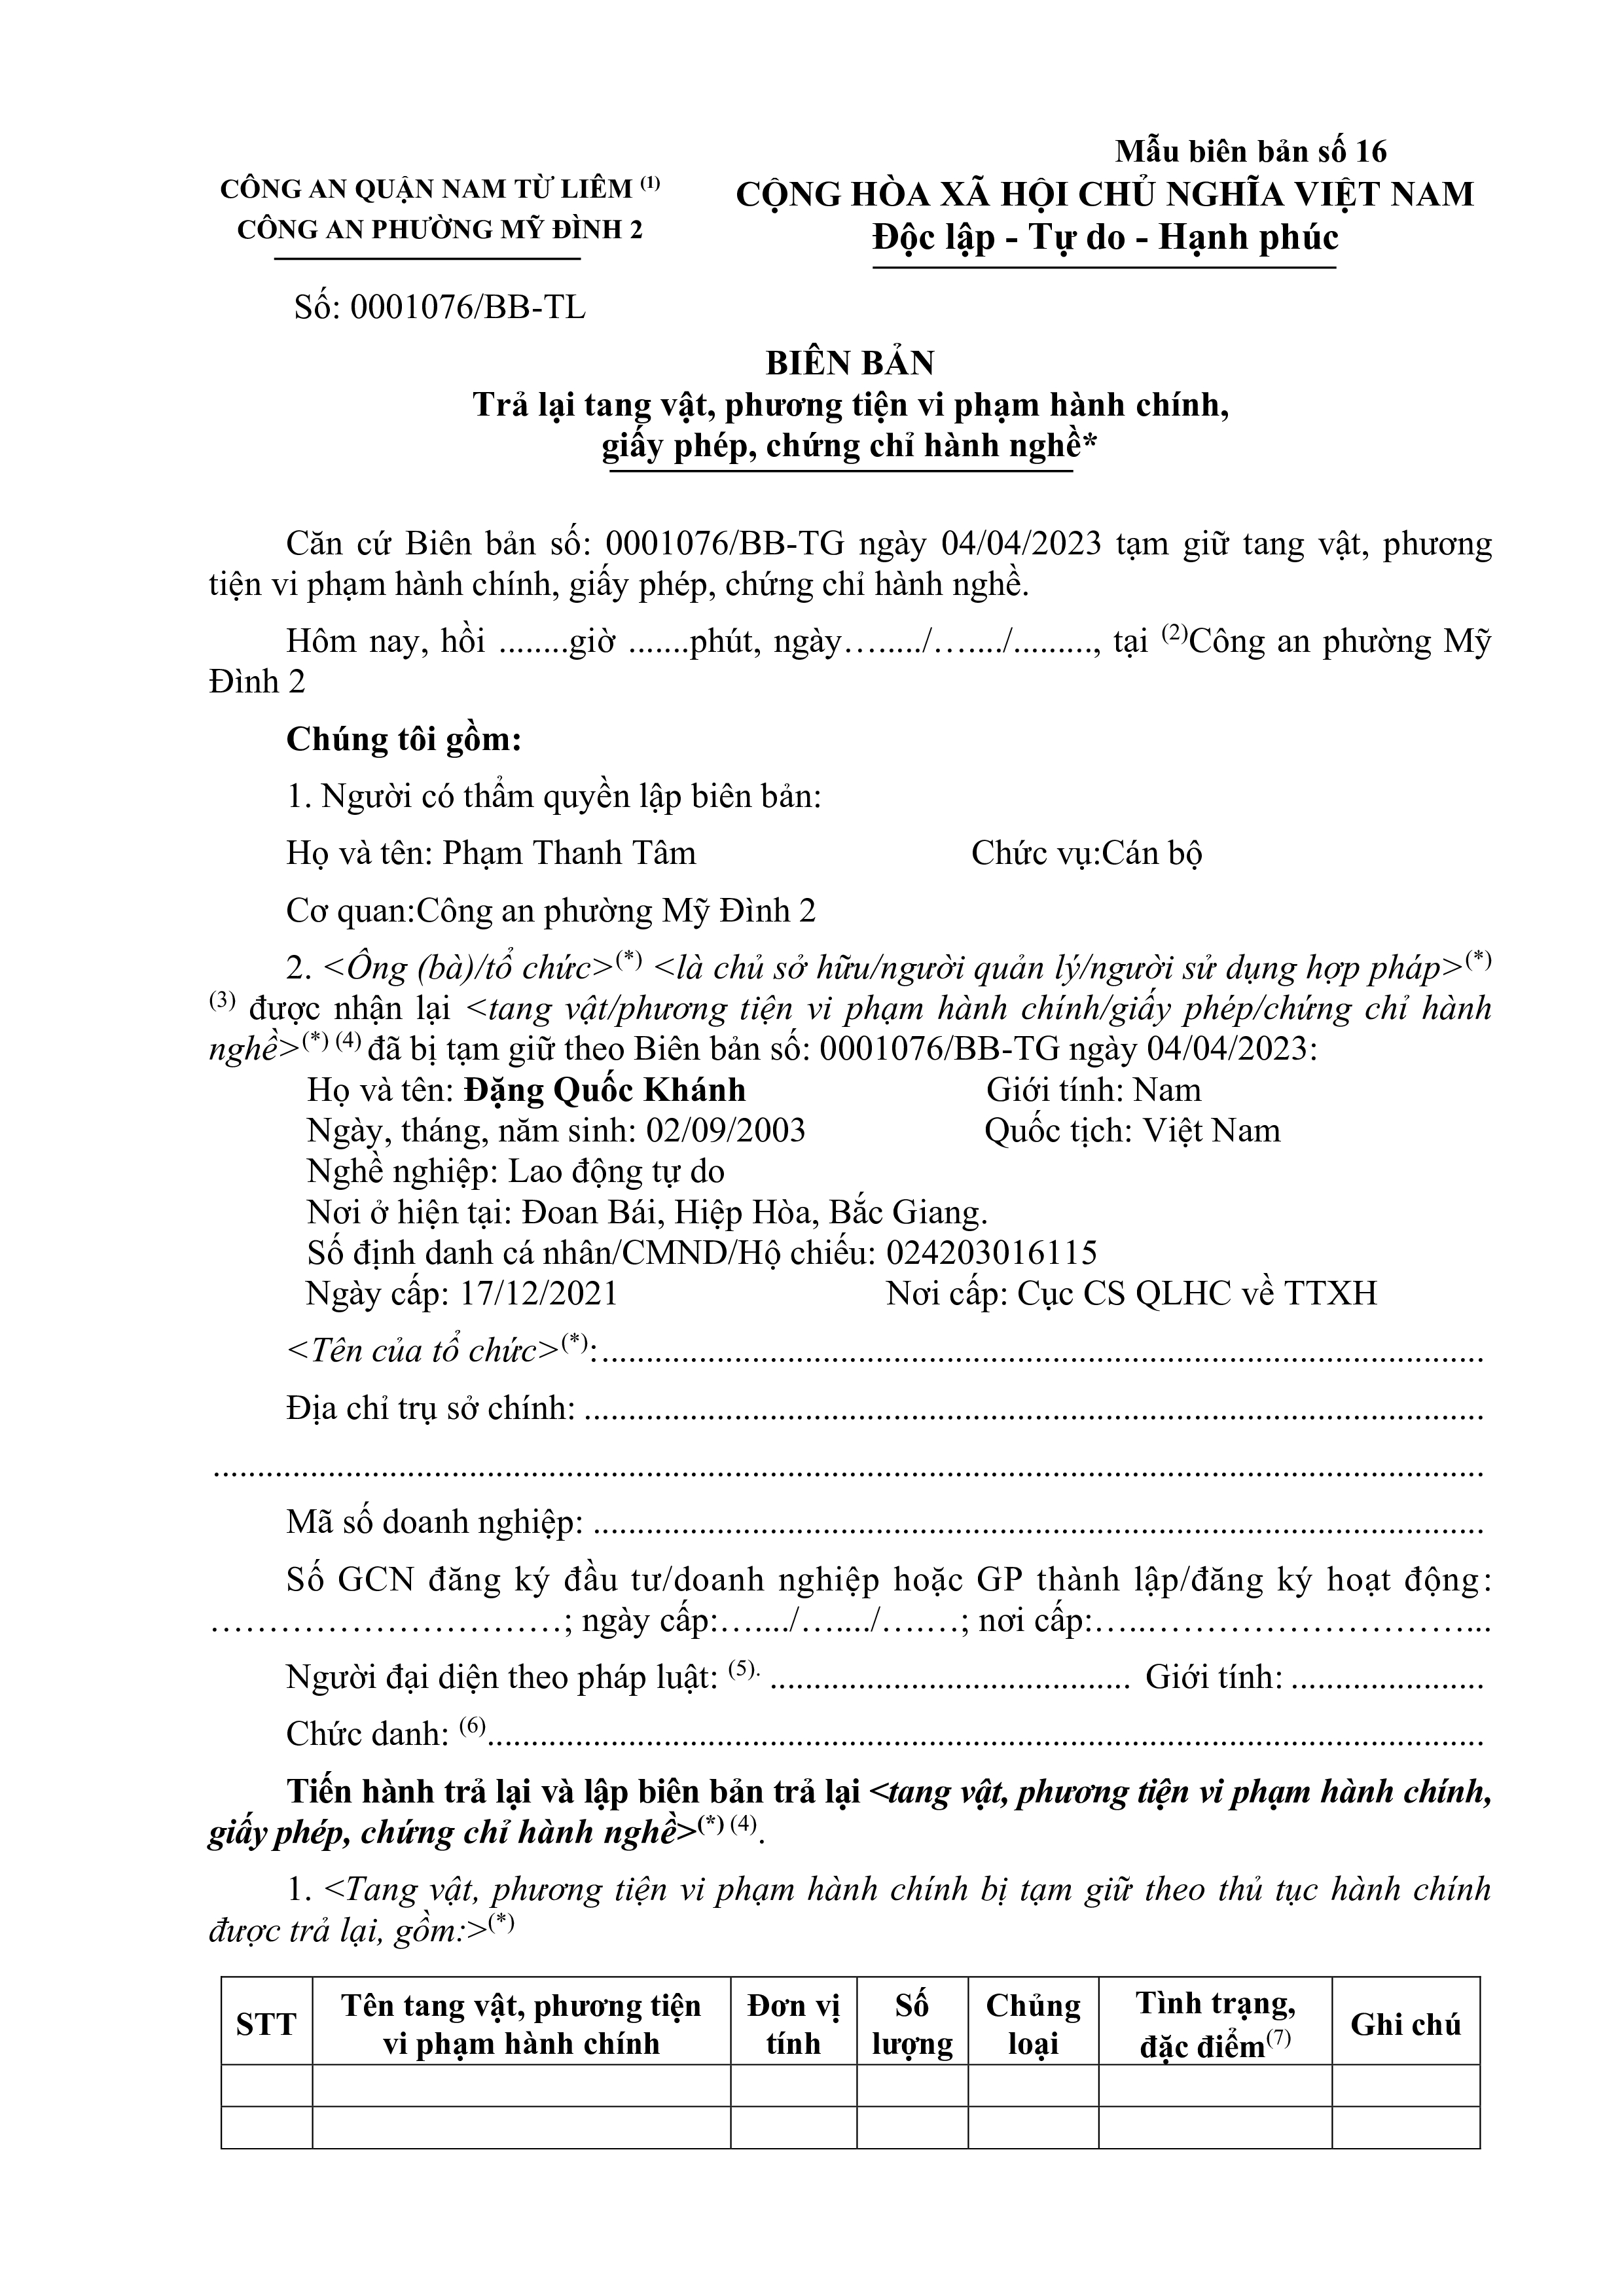 Mẫu biên bản số 16
CÔNG AN QUẬN NAM TỪ LIÊM (1)
CÔNG AN PHƯỜNG MỸ ĐÌNH 2
CỘNG HÒA XÃ HỘI CHỦ NGHĨA VIỆT NAM
Độc lập - Tự do - Hạnh phúc
Số: 0001076/BB-TL
BIÊN BẢN
Trả lại tang vật, phương tiện vi phạm hành chính,
giấy phép, chứng chỉ hành nghề*
Căn cứ Biên bản số: 0001076/BB-TG ngày 04/04/2023 tạm giữ tang vật, phương
tiện vi phạm hành chính, giấy phép, chứng chỉ hành nghề.
Hôm nay, hồi ........giờ .......phút, ngày…...../…..../........., tại (2)Công an phường Mỹ
Đình 2
Chúng tôi gồm:
1. Người có thẩm quyền lập biên bản:
Họ và tên: Phạm Thanh Tâm Chức vụ:Cán bộ
Cơ quan:Công an phường Mỹ Đình 2
2. <Ông (bà)/tổ chức>(*) <là chủ sở hữu/người quản lý/người sử dụng hợp pháp>(*)
(3) được nhận lại <tang vật/phương tiện vi phạm hành chính/giấy phép/chứng chỉ hành
nghề>(*) (4) đã bị tạm giữ theo Biên bản số: 0001076/BB-TG ngày 04/04/2023:
Họ và tên: Đặng Quốc Khánh Giới tính: Nam
Ngày, tháng, năm sinh: 02/09/2003 Quốc tịch: Việt Nam
Nghề nghiệp: Lao động tự do
Nơi ở hiện tại: Đoan Bái, Hiệp Hòa, Bắc Giang.
Số định danh cá nhân/CMND/Hộ chiếu: 024203016115
Ngày cấp: 17/12/2021 Nơi cấp: Cục CS QLHC về TTXH
<Tên của tổ chức>(*):....................................................................................................
Địa chỉ trụ sở chính: ......................................................................................................
................................................................................................................................................
Mã số doanh nghiệp: .....................................................................................................
Số GCN đăng ký đầu tư/doanh nghiệp hoặc GP thành lập/đăng ký hoạt động:
……………………………; ngày cấp:…..../…..../….…; nơi cấp:…..…………………………...
Người đại diện theo pháp luật: (5). ......................................... Giới tính: ......................
Chức danh: (6).................................................................................................................
Tiến hành trả lại và lập biên bản trả lại <tang vật, phương tiện vi phạm hành chính,
giấy phép, chứng chỉ hành nghề>(*) (4).
1. <Tang vật, phương tiện vi phạm hành chính bị tạm giữ theo thủ tục hành chính
được trả lại, gồm:>(*)
STT
Tên tang vật, phương tiện
vi phạm hành chính
Đơn vị
tính
Số
lượng
Chủng
loại
Tình trạng,
đặc điểm(7)
Ghi chú